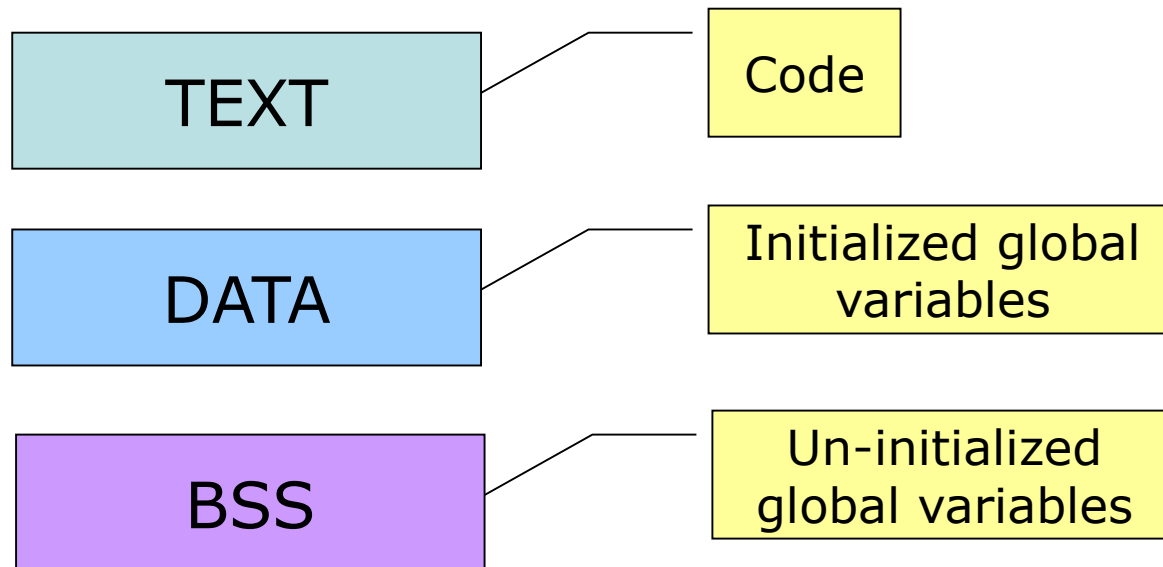 TEXT
Code
DATA
Initialized global
variables
BSS
Un-initialized
global variables